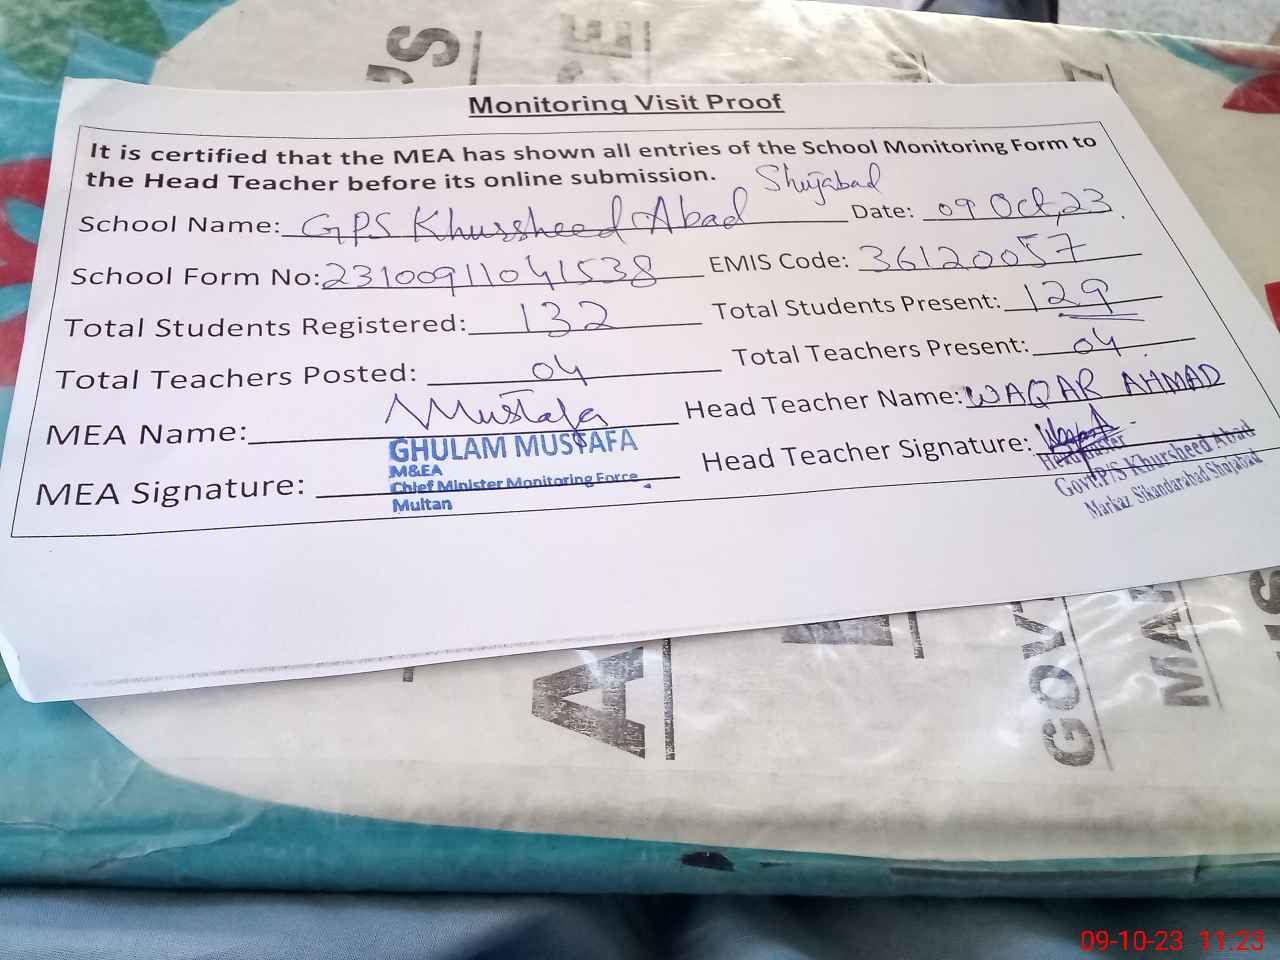 'S
Monitoring Visit Proof
It is certified that the MEA has shown all entries of the School Monitoring Form to
the Head Teacher before its online submission.
Shujabad
School Name: GPS Khursheed Abad Date: 09 Oct,23.
School Form No: 23100911041538 EMIS Code: 36120057
Total Students Registered: 132 Total Students Present: 129
Total Teachers Posted: 04 Total Teachers Present: 04
MEA Name: Mustafa Head Teacher Name: WAQAR AHMAD
GHULAM MUSTAFA
M&EA
Chief Minister Monitoring Force
Multan
MEA Signature: Head Teacher Signature:
Headmaster
Govt.P/S Khursheed Abad
Markaz Sikandarabad Shujabad
A
GOVT
MAR
09-10-23 11:23